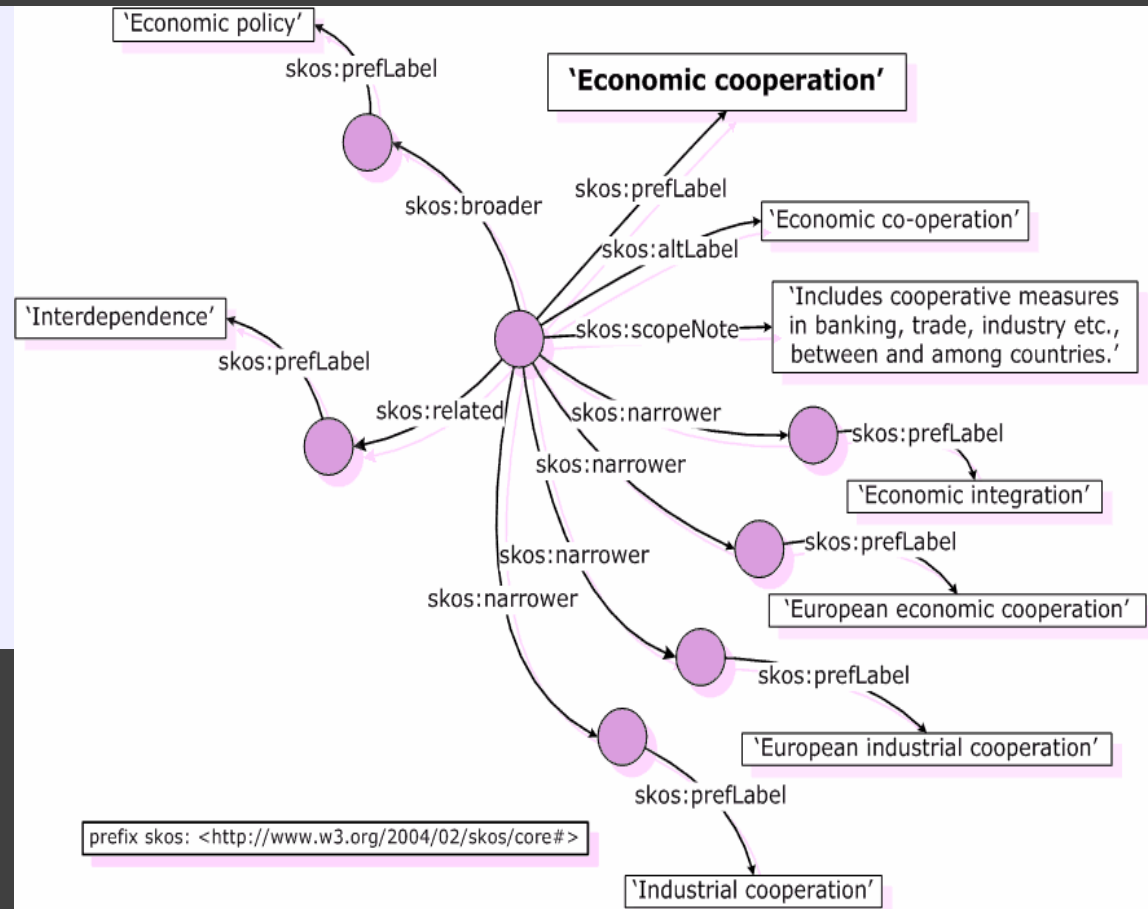 ‘Economic policy’
skos:prefLabel
‘Economic cooperation’
skos:prefLabel
skos:broader
‘Economic co-operation’
skos:altLabel
‘Includes cooperative measures
in banking, trade, industry etc.,
between and among countries.’
skos:scopeNote
‘Interdependence’
skos:prefLabel
skos:related
skos:narrower
skos:prefLabel
‘Economic integration’
skos:narrower
skos:prefLabel
‘European economic cooperation’
skos:narrower
skos:prefLabel
‘European industrial cooperation’
skos:narrower
skos:prefLabel
‘Industrial cooperation’
prefix skos: <http://www.w3.org/2004/02/skos/core#>